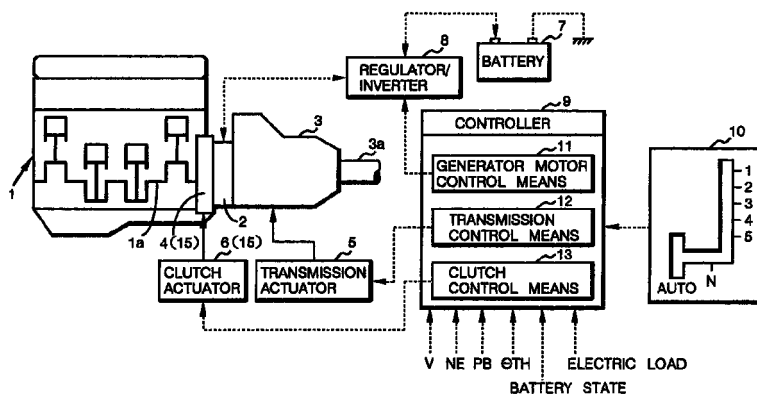 8
REGULATOR/
INVERTER
7
BATTERY
9
CONTROLLER
11
GENERATOR MOTOR
CONTROL MEANS
12
TRANSMISSION
CONTROL MEANS
13
CLUTCH
CONTROL MEANS
10
1
2
3
4
5
N
AUTO
3
3a
1
1a
4(15)
2
6(15)
CLUTCH
ACTUATOR
5
TRANSMISSION
ACTUATOR
V NE PB ΘTH ELECTRIC LOAD
BATTERY STATE